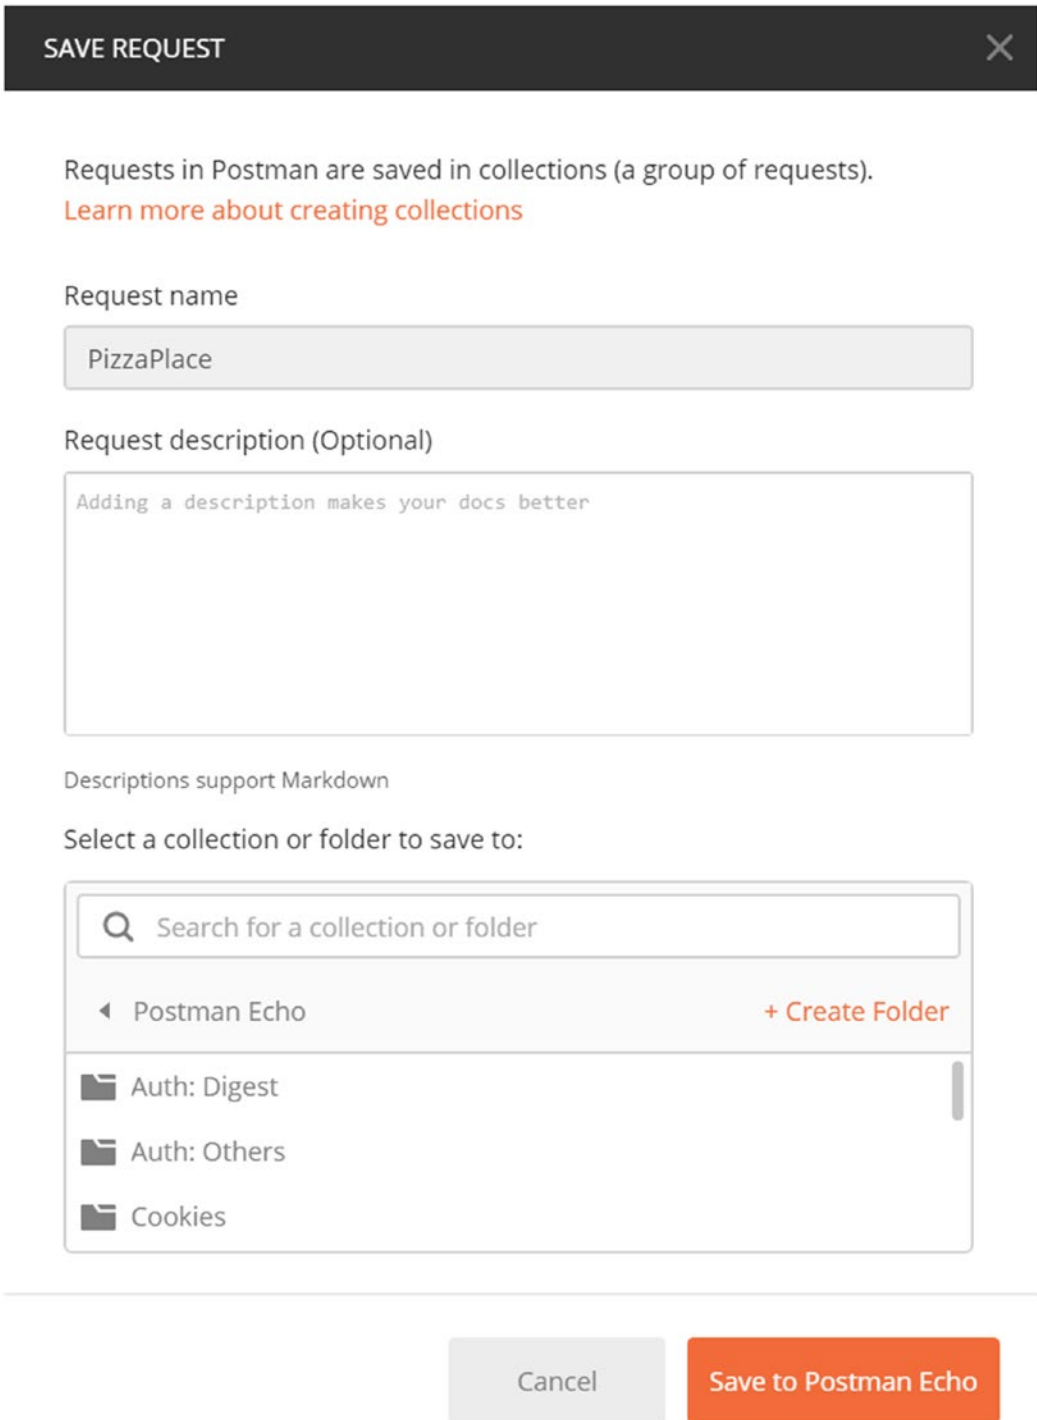 SAVE REQUEST
Requests in Postman are saved in collections (a group of requests).
Learn more about creating collections
Request name
PizzaPlace
Request description (Optional)
Adding a description makes your docs better
Descriptions support Markdown
Select a collection or folder to save to:
Search for a collection or folder
Postman Echo + Create Folder
Auth: Digest
Auth: Others
Cookies
Cancel Save to Postman Echo